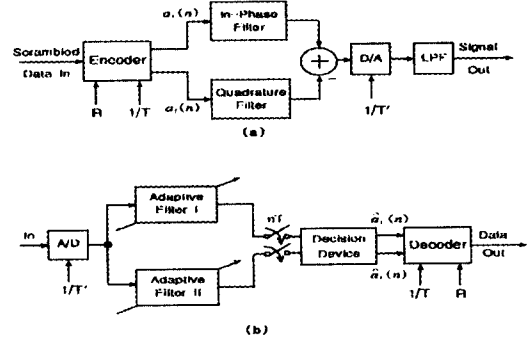 a_r(n)
In-Phase
Filter
Scrambled
Data In
Encoder
R
1/T
a_i(n)
Quadrature
Filter
+
−
D/A
1/T'
LPF
Signal
Out
(a)
In
A/D
1/T'
Adaptive
Filter I
Adaptive
Filter II
nT
Decision
Device
â_r(n)
â_i(n)
Decoder
1/T
R
Data
Out
(b)